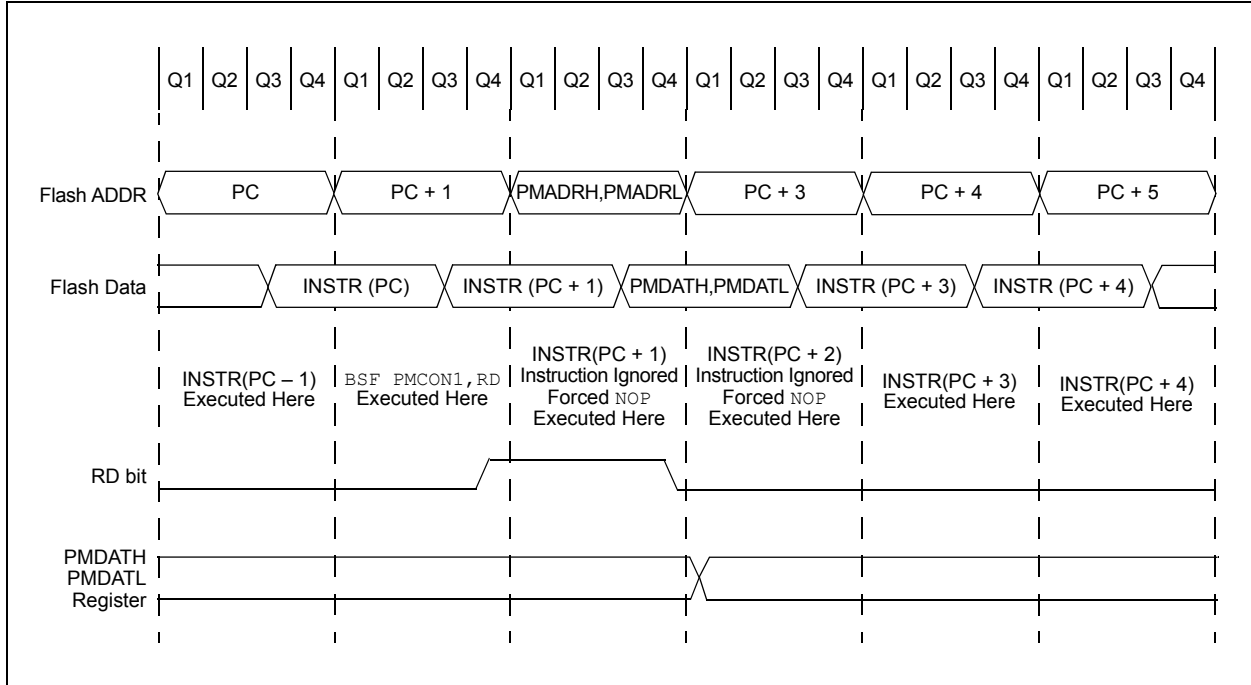 Q1 Q2 Q3 Q4 Q1 Q2 Q3 Q4 Q1 Q2 Q3 Q4 Q1 Q2 Q3 Q4 Q1 Q2 Q3 Q4 Q1 Q2 Q3 Q4
Flash ADDR PC PC + 1 PMADRH,PMADRL PC + 3 PC + 4 PC + 5
Flash Data INSTR (PC) INSTR (PC + 1) PMDATH,PMDATL INSTR (PC + 3) INSTR (PC + 4)
INSTR(PC – 1)
Executed Here
BSF PMCON1,RD
Executed Here
INSTR(PC + 1)
Instruction Ignored
Forced NOP
Executed Here
INSTR(PC + 2)
Instruction Ignored
Forced NOP
Executed Here
INSTR(PC + 3)
Executed Here
INSTR(PC + 4)
Executed Here
RD bit
PMDATH
PMDATL
Register